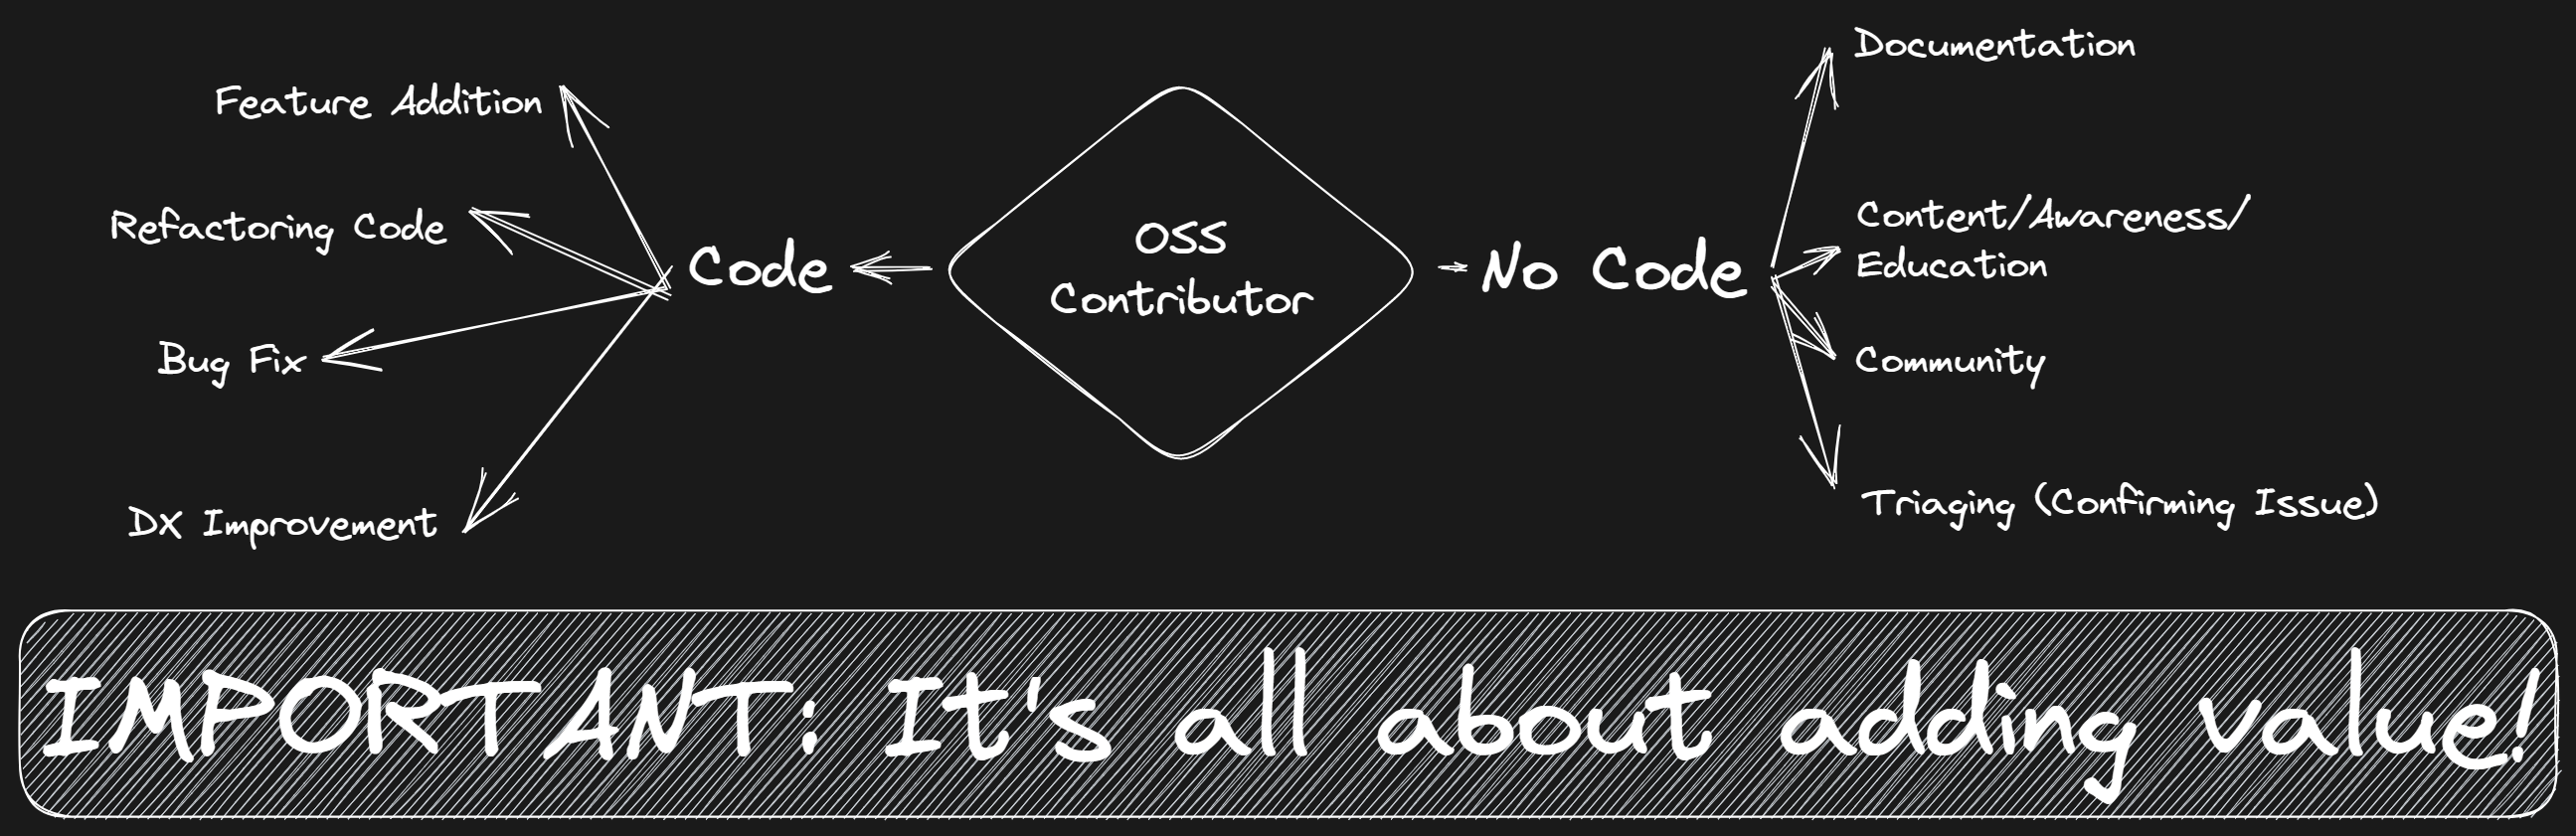 Feature Addition
Refactoring Code
Bug Fix
DX Improvement
Code
OSS
Contributor
No Code
Documentation
Content/Awareness/
Education
Community
Triaging (Confirming Issue)
IMPORTANT: It's all about adding value!